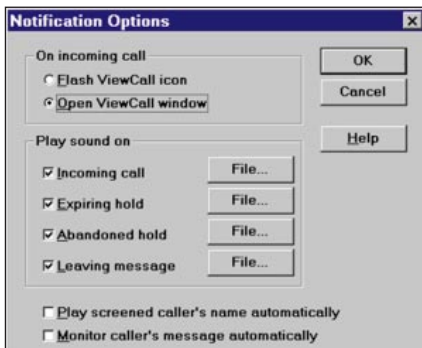 Notification Options
On incoming call
Flash ViewCall icon
Open ViewCall window
OK
Cancel
Help
Play sound on
Incoming call File...
Expiring hold File...
Abandoned hold File...
Leaving message File...
Play screened caller's name automatically
Monitor caller's message automatically